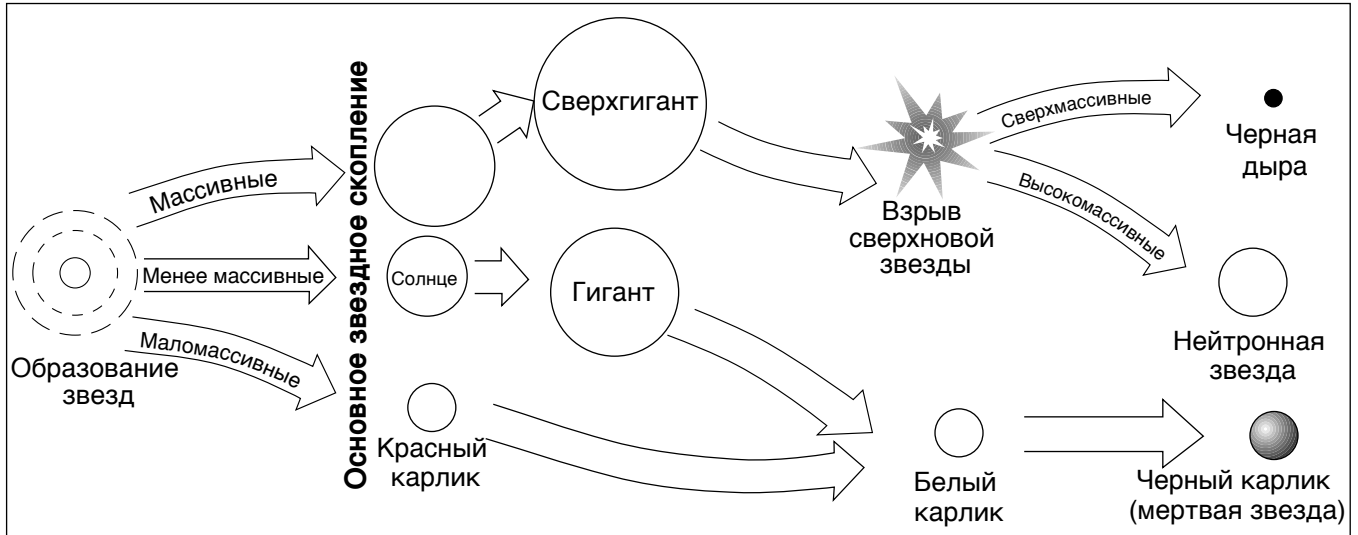 Образование
звезд
Массивные
Менее массивные
Маломассивные
Основное звездное скопление
Солнце
Красный
карлик
Сверхгигант
Гигант
Взрыв
сверхновой
звезды
Сверхмассивные
Высокомассивные
Черная
дыра
Нейтронная
звезда
Белый
карлик
Черный карлик
(мертвая звезда)